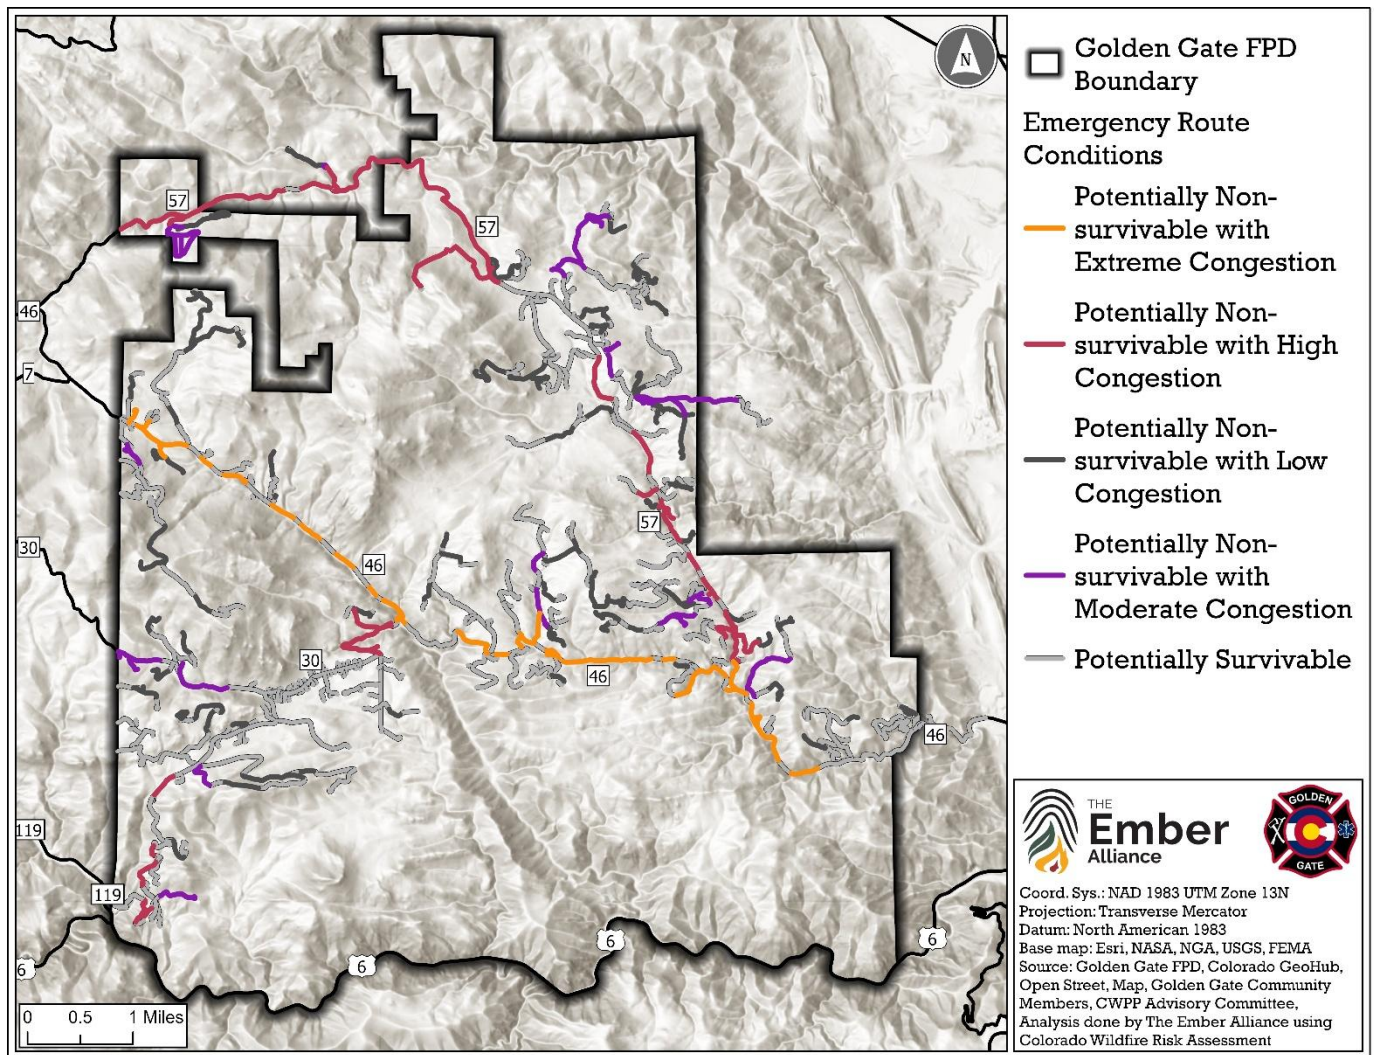 N
57
57
46
7
30
57
46
30
46
46
119
119
6
6
6
6
0 0.5 1 Miles
Golden Gate FPD
Boundary
Emergency Route
Conditions
Potentially Non-
survivable with
Extreme Congestion
Potentially Non-
survivable with High
Congestion
Potentially Non-
survivable with Low
Congestion
Potentially Non-
survivable with
Moderate Congestion
Potentially Survivable
THE
Ember
Alliance
GOLDEN
GATE
Coord. Sys.: NAD 1983 UTM Zone 13N
Projection: Transverse Mercator
Datum: North American 1983
Base map: Esri, NASA, NGA, USGS, FEMA
Source: Golden Gate FPD, Colorado GeoHub,
Open Street, Map, Golden Gate Community
Members, CWPP Advisory Committee,
Analysis done by The Ember Alliance using
Colorado Wildfire Risk Assessment